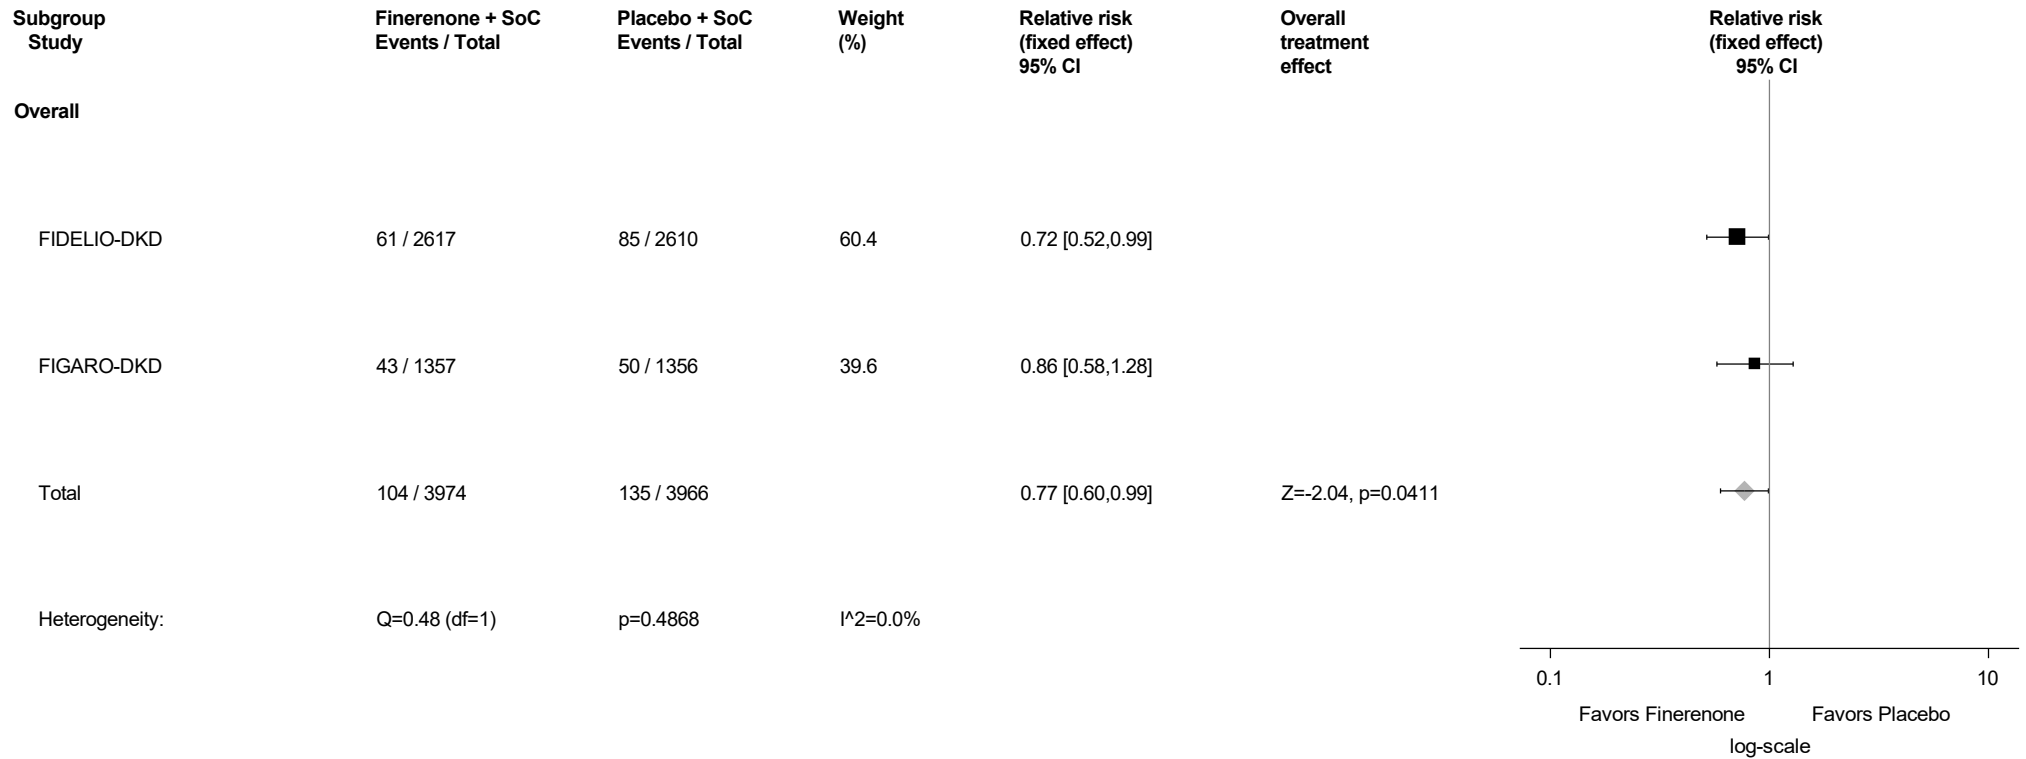 Subgroup Finerenone + SoC Placebo + SoC Weight Relative risk Overall Relative risk
Study Events / Total Events / Total (%) (fixed effect) treatment (fixed effect)
95% CI effect 95% CI
Overall
FIDELIO-DKD 61 / 2617 85 / 2610 60.4 0.72 [0.52,0.99]
FIGARO-DKD 43 / 1357 50 / 1356 39.6 0.86 [0.58,1.28]
Total 104 / 3974 135 / 3966 0.77 [0.60,0.99] Z=-2.04, p=0.0411
Heterogeneity: Q=0.48 (df=1) p=0.4868 I^2=0.0%
0.1 1 10
Favors Finerenone Favors Placebo
log-scale